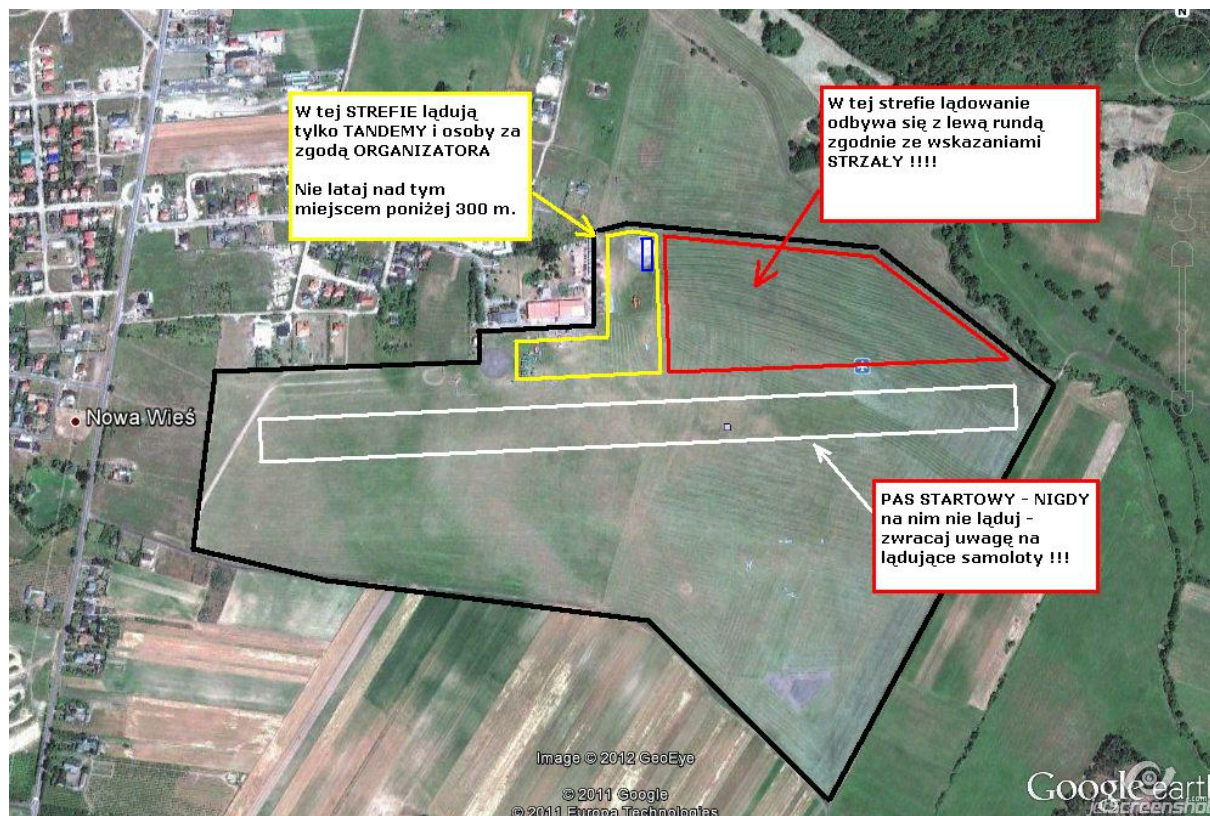 N
W tej STREFIE lądują
tylko TANDEMY i osoby za
zgodą ORGANIZATORA
Nie lataj nad tym
miejscem poniżej 300 m.
W tej strefie lądowanie
odbywa się z lewą rundą
zgodnie ze wskazaniami
STRZAŁY !!!!
Nowa Wieś
PAS STARTOWY - NIGDY
na nim nie ląduj -
zwracaj uwagę na
lądujące samoloty !!!
Image © 2012 GeoEye
© 2011 Google
© 2011 Europa Technologies
Google earth
jetScreenshot
.com